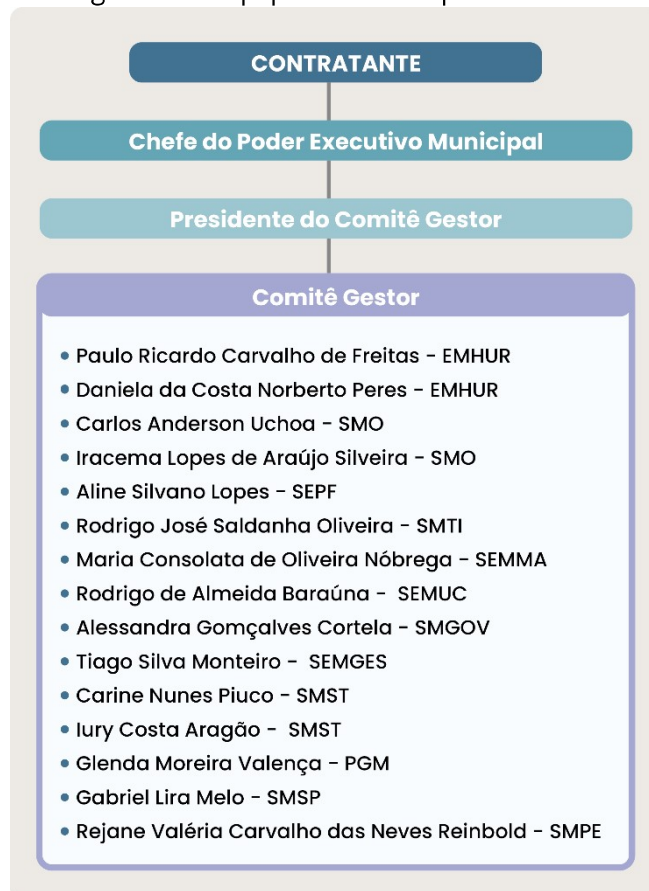 CONTRATANTE
Chefe do Poder Executivo Municipal
Presidente do Comitê Gestor
Comitê Gestor
• Paulo Ricardo Carvalho de Freitas - EMHUR
• Daniela da Costa Norberto Peres - EMHUR
• Carlos Anderson Uchoa - SMO
• Iracema Lopes de Araújo Silveira - SMO
• Aline Silvano Lopes - SEPF
• Rodrigo José Saldanha Oliveira - SMTI
• Maria Consolata de Oliveira Nóbrega - SEMMA
• Rodrigo de Almeida Baraúna - SEMUC
• Alessandra Gomçalves Cortela - SMGOV
• Tiago Silva Monteiro - SEMGES
• Carine Nunes Piuco - SMST
• Iury Costa Aragão - SMST
• Glenda Moreira Valença - PGM
• Gabriel Lira Melo - SMSP
• Rejane Valéria Carvalho das Neves Reinbold - SMPE